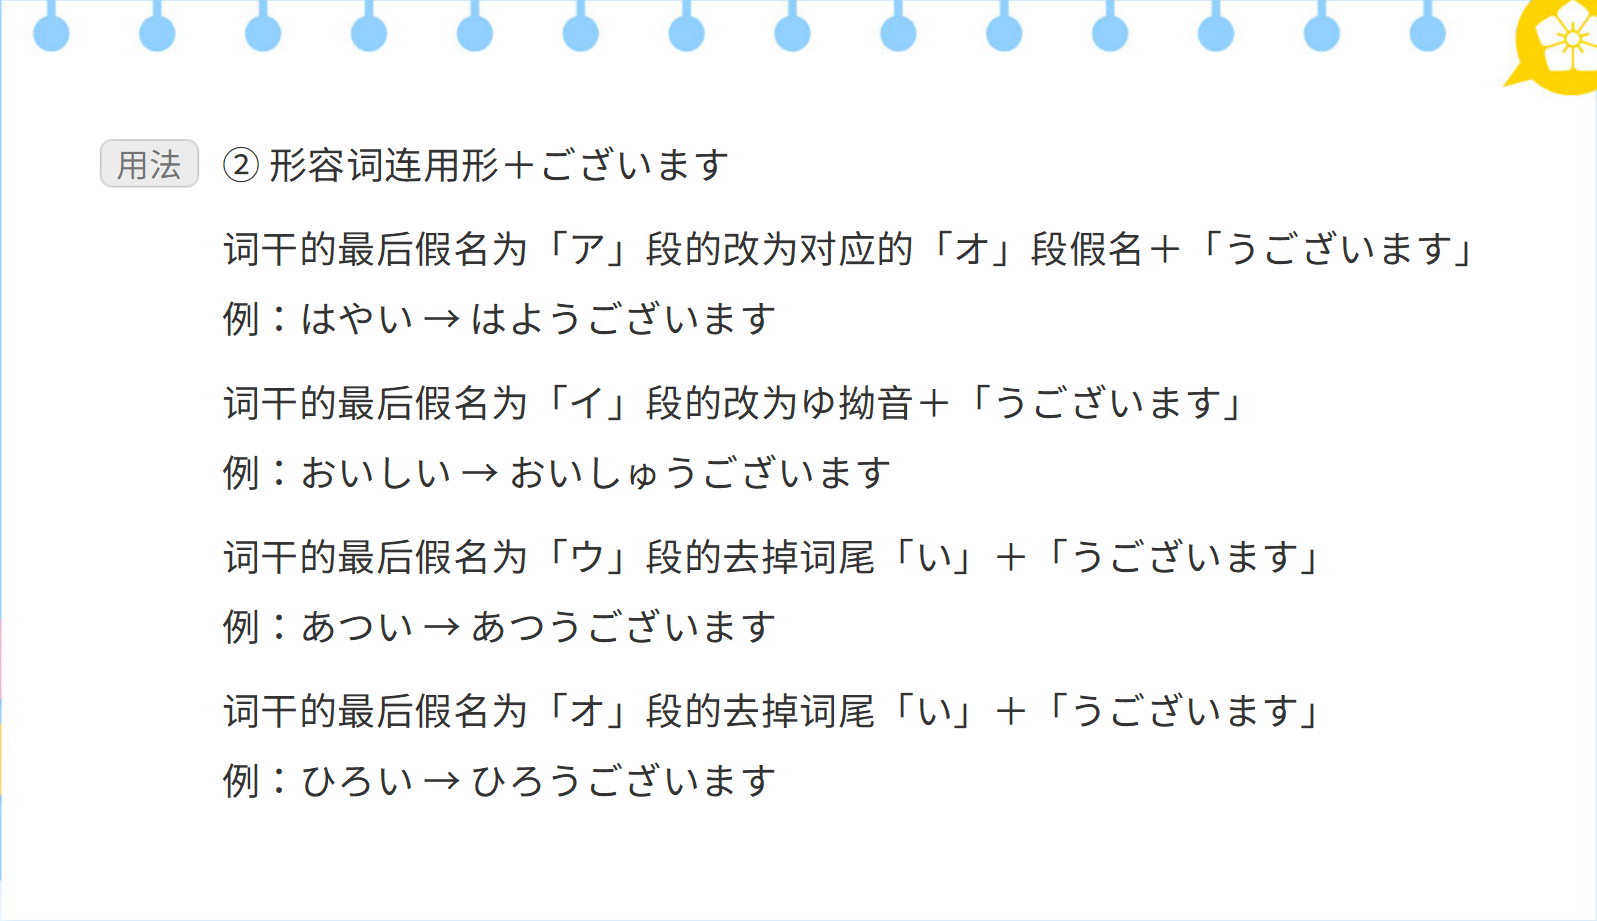 用法 ② 形容词连用形＋ございます
词干的最后假名为「ア」段的改为对应的「オ」段假名＋「うございます」
例：はやい → はようございます
词干的最后假名为「イ」段的改为ゆ拗音＋「うございます」
例：おいしい → おいしゅうございます
词干的最后假名为「ウ」段的去掉词尾「い」＋「うございます」
例：あつい → あつうございます
词干的最后假名为「オ」段的去掉词尾「い」＋「うございます」
例：ひろい → ひろうございます